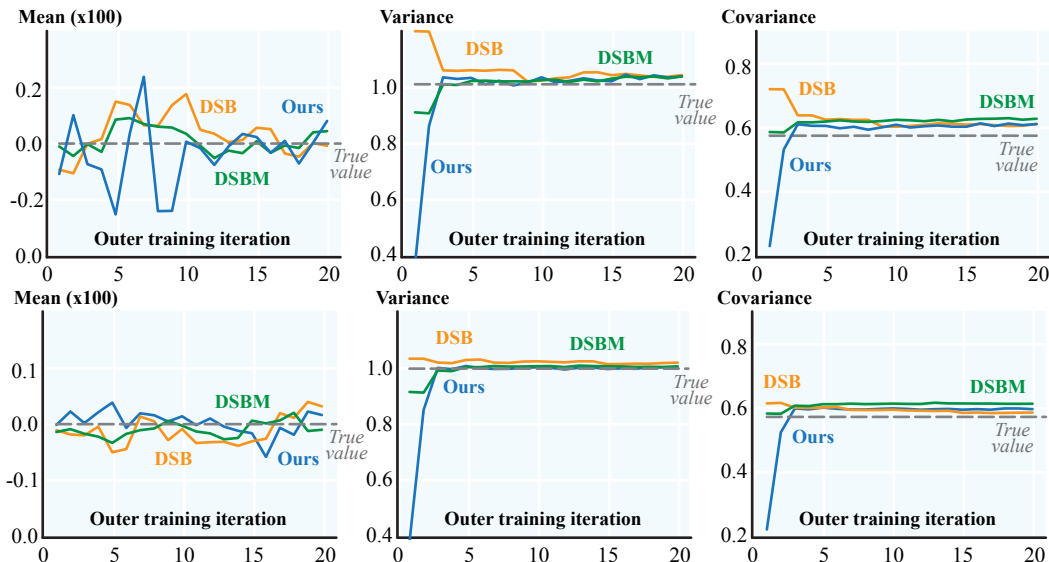 Mean (x100)
0.2
0.0
-0.2
0.0
DSB
Ours
DSBM
True
value
Outer training iteration
0 5 10 15 20
Variance
1.0
0.8
0.6
0.4
DSB
DSBM
True
value
Ours
Outer training iteration
0 5 10 15 20
Covariance
0.8
0.6
0.4
0.2
DSB
DSBM
True
value
Ours
Outer training iteration
0 5 10 15 20
Mean (x100)
0.1
0.0
-0.1
0.0
DSBM
DSB
Ours
True
value
Outer training iteration
0 5 10 15 20
Variance
1.0
0.8
0.6
0.4
DSB
DSBM
Ours
True
value
Outer training iteration
0 5 10 15 20
Covariance
0.8
0.6
0.4
0.2
DSB
DSBM
Ours
True
value
Outer training iteration
0 5 10 15 20